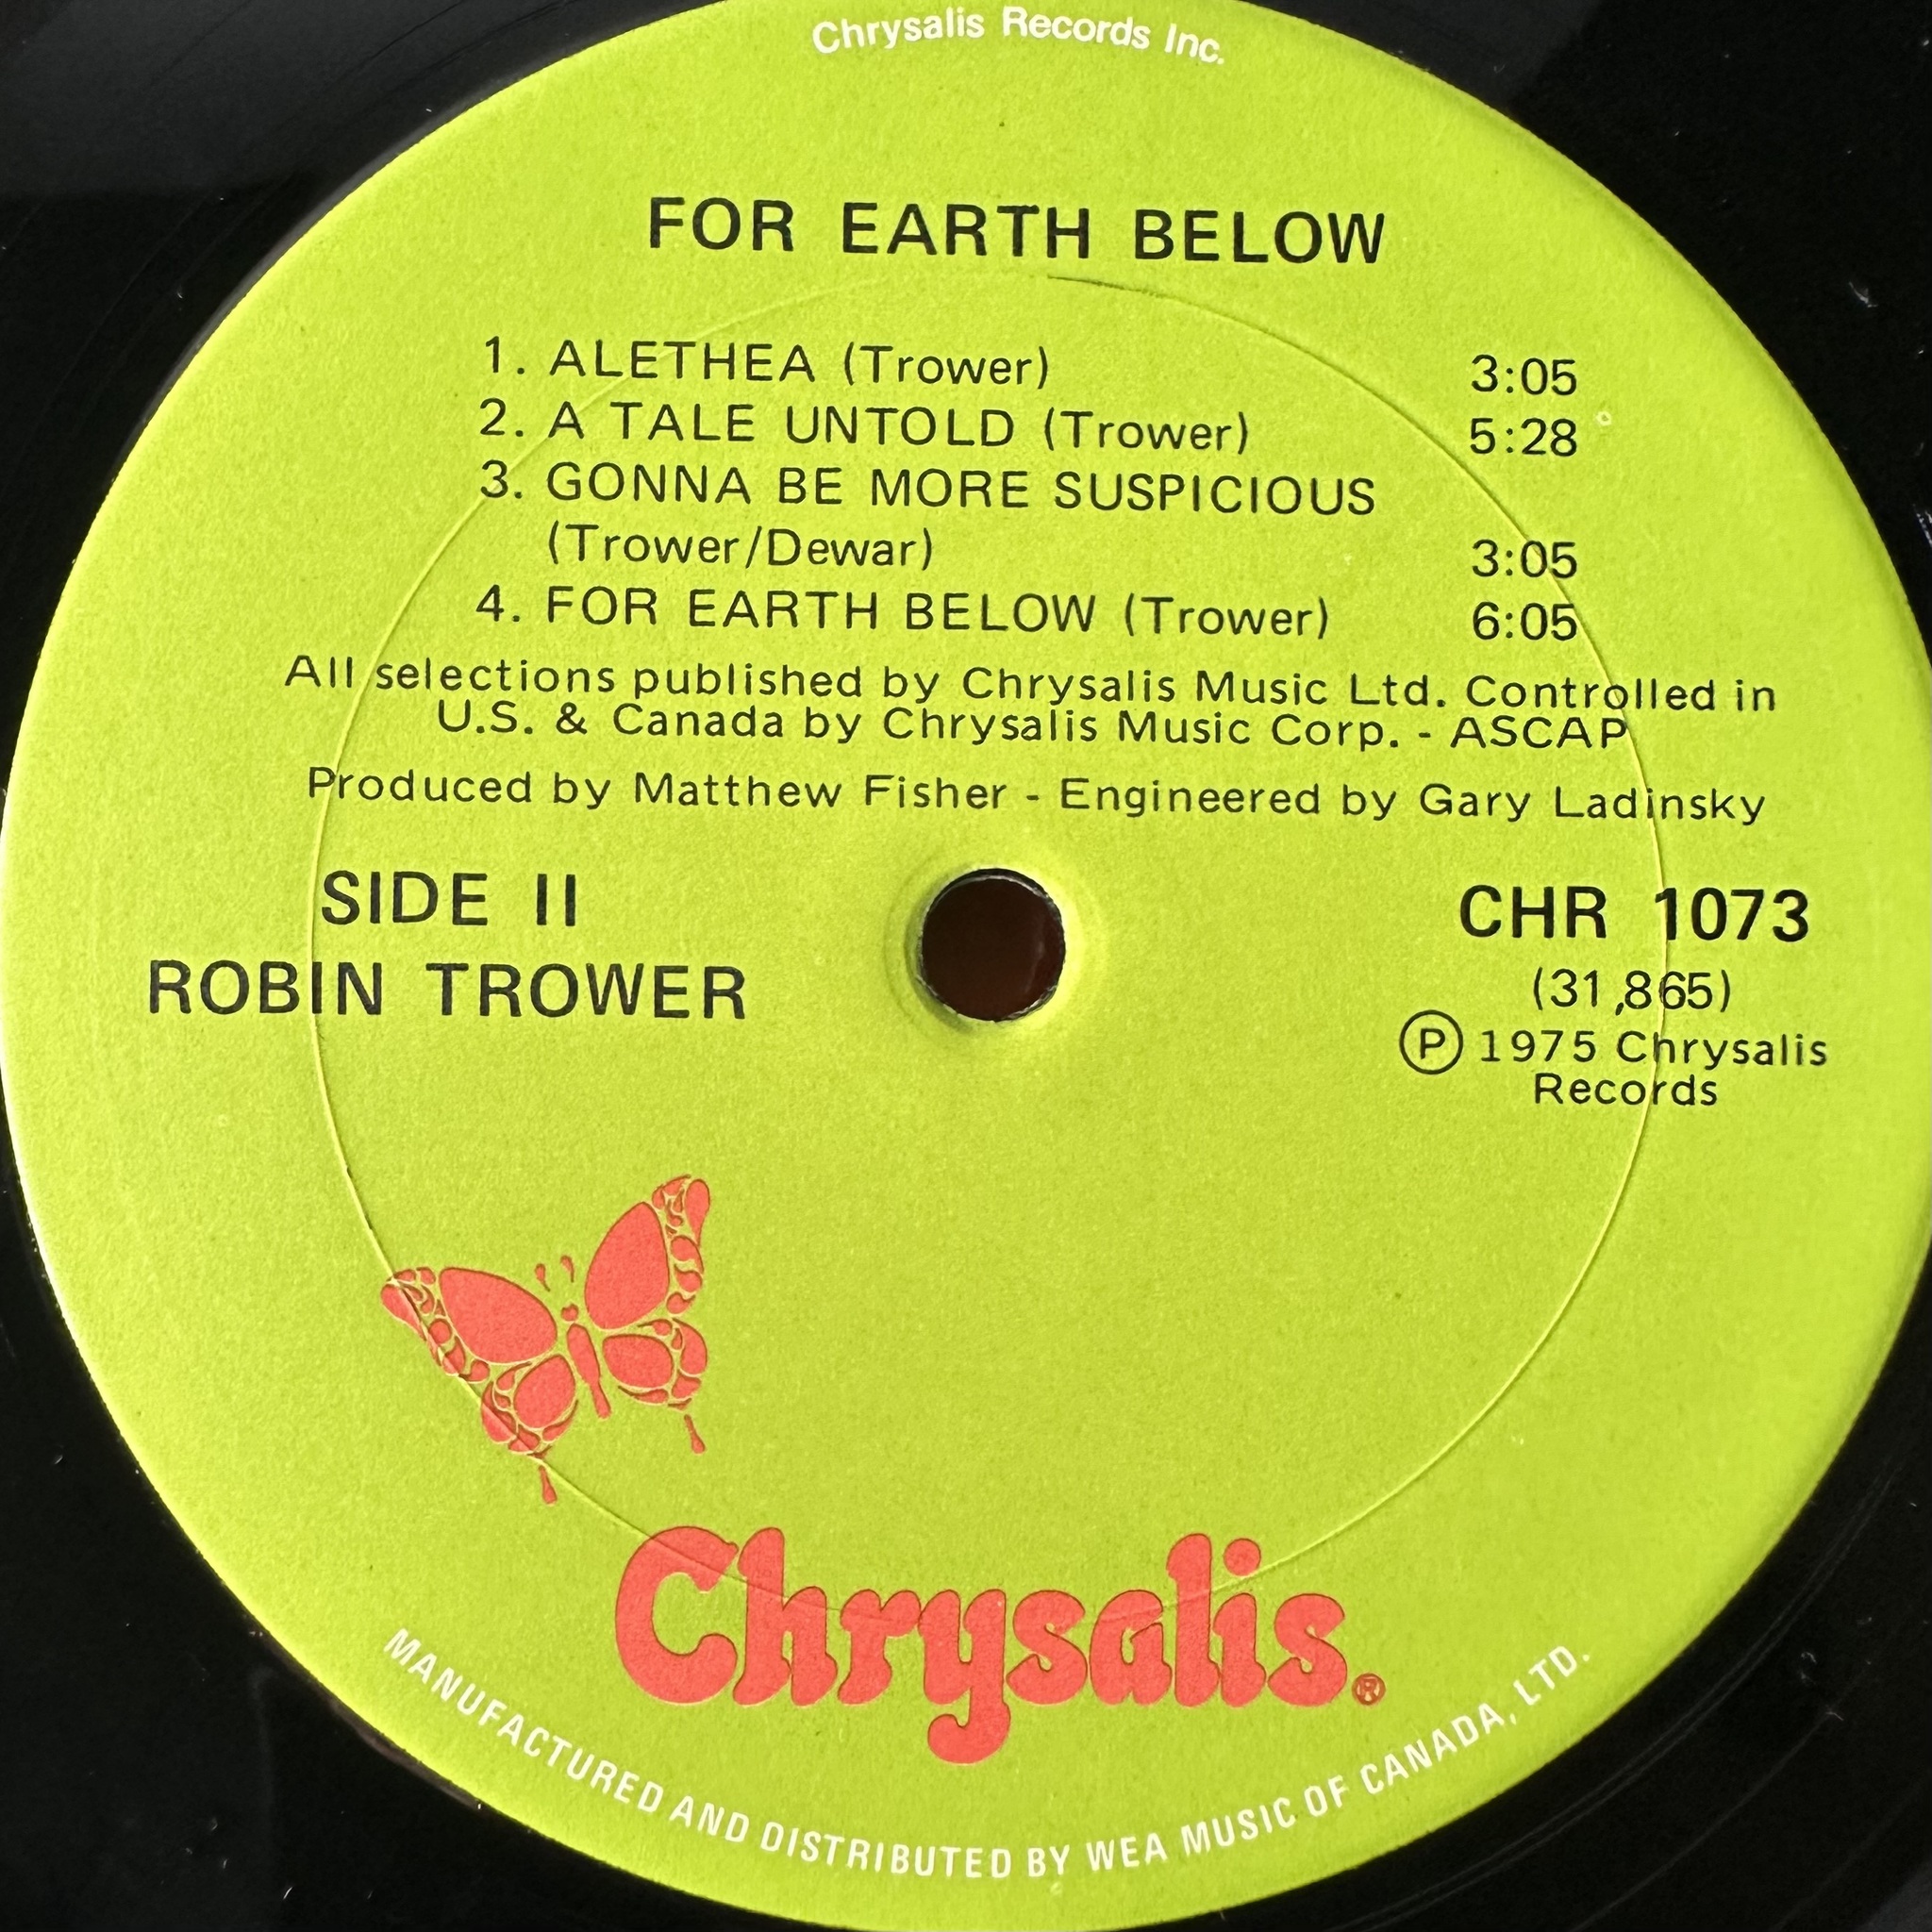 Chrysalis Records Inc.
FOR EARTH BELOW
1. ALETHEA (Trower) 3:05
2. A TALE UNTOLD (Trower) 5:28
3. GONNA BE MORE SUSPICIOUS
(Trower/Dewar) 3:05
4. FOR EARTH BELOW (Trower) 6:05
All selections published by Chrysalis Music Ltd. Controlled in
U.S. & Canada by Chrysalis Music Corp. - ASCAP
Produced by Matthew Fisher - Engineered by Gary Ladinsky
SIDE II
ROBIN TROWER
CHR 1073
(31,865)
Ⓟ 1975 Chrysalis
Records
Chrysalis®
MANUFACTURED AND DISTRIBUTED BY WEA MUSIC OF CANADA, LTD.